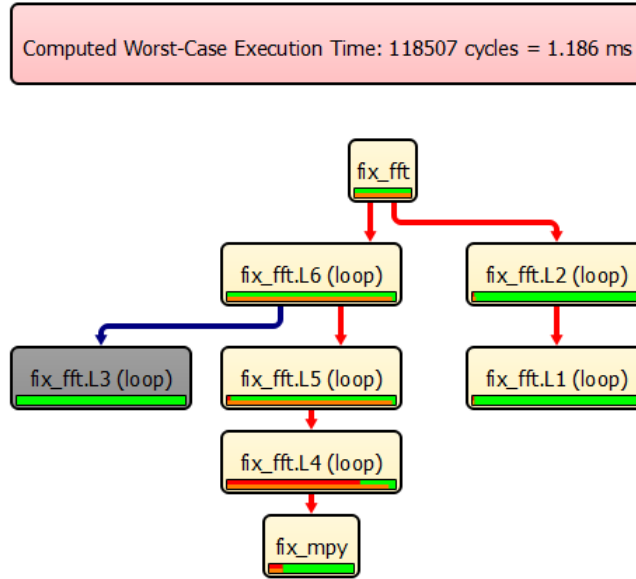 Computed Worst-Case Execution Time: 118507 cycles = 1.186 ms
fix_fft
fix_fft.L6 (loop)
fix_fft.L2 (loop)
fix_fft.L3 (loop)
fix_fft.L5 (loop)
fix_fft.L1 (loop)
fix_fft.L4 (loop)
fix_mpy